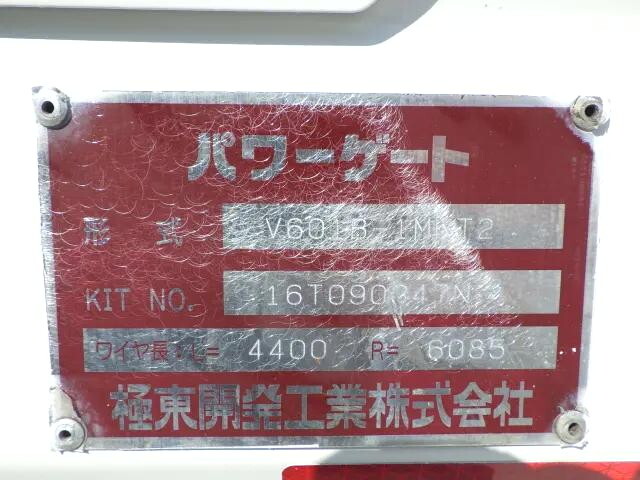 パワーゲート
形 式
KIT NO.
ワイヤ長:L= 4400 R= 6085
極東開発工業株式会社